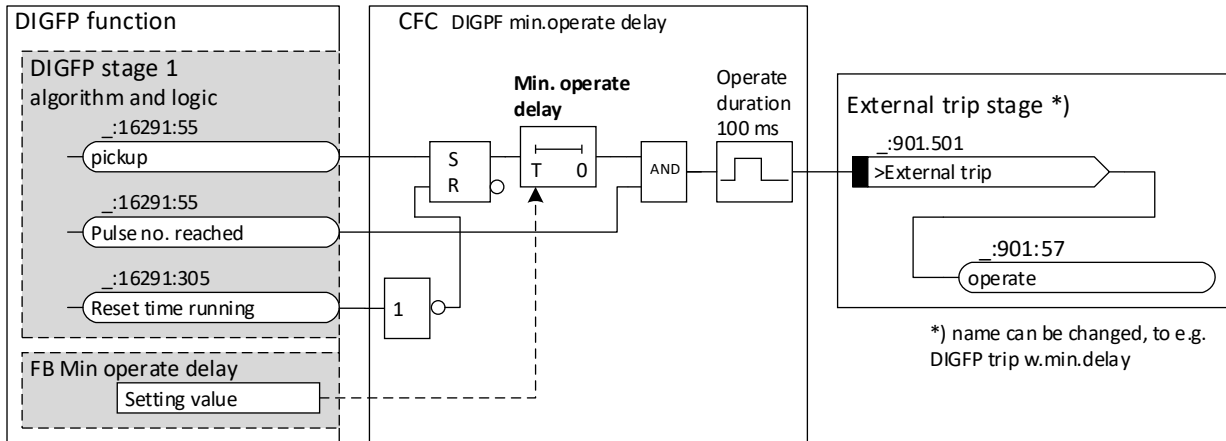 DIGFP function
DIGFP stage 1
algorithm and logic
_:16291:55
pickup
_:16291:55
Pulse no. reached
_:16291:305
Reset time running
FB Min operate delay
Setting value
CFC DIGPF min.operate delay
S
R
Min. operate
delay
T 0
1
AND
Operate
duration
100 ms
External trip stage *)
_:901.501
>External trip
_:901:57
operate
*) name can be changed, to e.g.
DIGFP trip w.min.delay